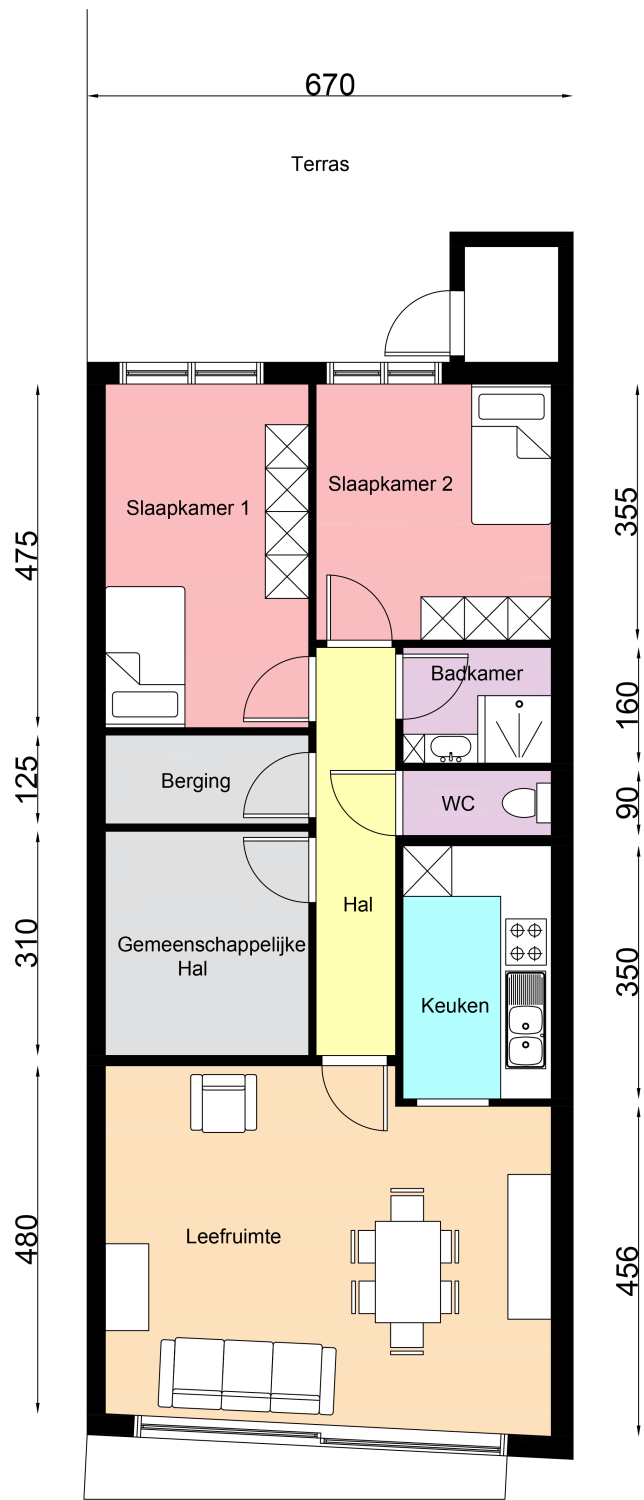 670
Terras
Slaapkamer 1
Slaapkamer 2
475
355
Badkamer
160
Berging
125
WC
90
Hal
310
Gemeenschappelijke
Hal
350
Keuken
480
Leefruimte
456